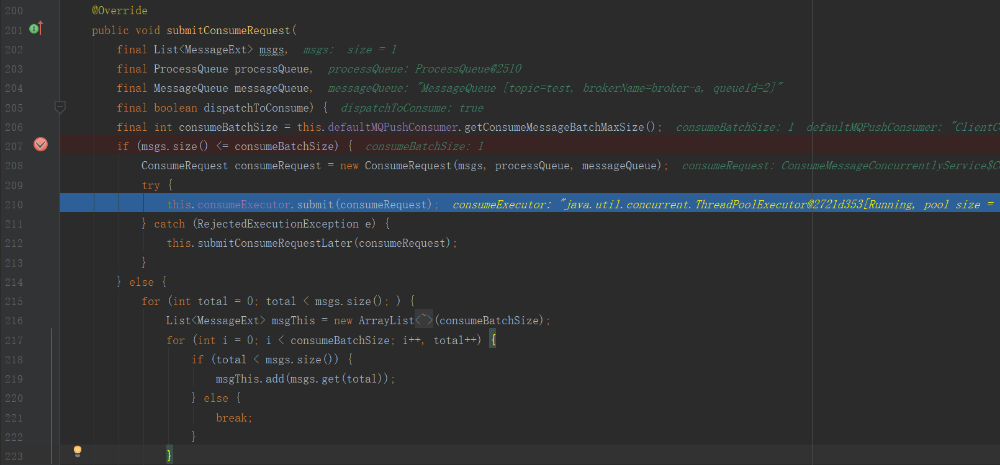 200 @Override
201 public void submitConsumeRequest(
202 final List<MessageExt> msgs, msgs: size = 1
203 final ProcessQueue processQueue, processQueue: ProcessQueue@2510
204 final MessageQueue messageQueue, messageQueue: "MessageQueue [topic=test, brokerName=broker-a, queueId=2]"
205 final boolean dispatchToConsume) { dispatchToConsume: true
206 final int consumeBatchSize = this.defaultMQPushConsumer.getConsumeMessageBatchMaxSize(); consumeBatchSize: 1 defaultMQPushConsumer: "ClientC
207 if (msgs.size() <= consumeBatchSize) { consumeBatchSize: 1
208 ConsumeRequest consumeRequest = new ConsumeRequest(msgs, processQueue, messageQueue); consumeRequest: ConsumeMessageConcurrentlyService$C
209 try {
210 this.consumeExecutor.submit(consumeRequest); consumeExecutor: "java.util.concurrent.ThreadPoolExecutor@2721d353[Running, pool size =
211 } catch (RejectedExecutionException e) {
212 this.submitConsumeRequestLater(consumeRequest);
213 }
214 } else {
215 for (int total = 0; total < msgs.size(); ) {
216 List<MessageExt> msgThis = new ArrayList<~>(consumeBatchSize);
217 for (int i = 0; i < consumeBatchSize; i++, total++) {
218 if (total < msgs.size()) {
219 msgThis.add(msgs.get(total));
220 } else {
221 break;
222 }
223 }